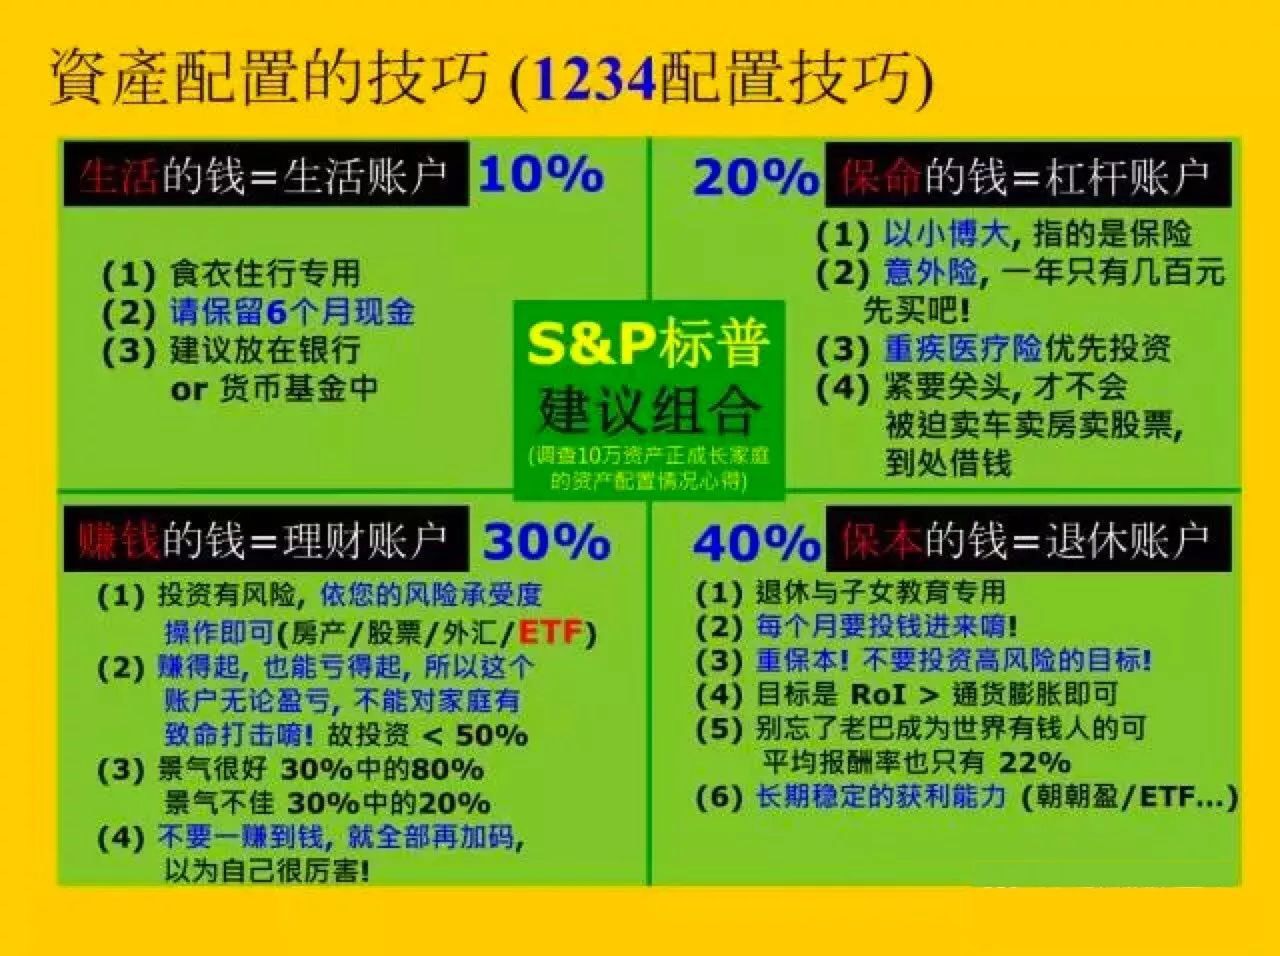 資產配置的技巧 (1234配置技巧)
生活的钱=生活账户 10%
(1) 食衣住行专用
(2) 请保留6个月现金
(3) 建议放在银行
or 货币基金中
20% 保命的钱=杠杆账户
(1) 以小博大, 指的是保险
(2) 意外险, 一年只有几百元
先买吧!
(3) 重疾医疗险优先投资
(4) 紧要关头, 才不会
被迫卖车卖房卖股票,
到处借钱
S&P标普
建议组合
(调查10万资产正成长家庭
的资产配置情况心得)
赚钱的钱=理财账户 30%
(1) 投资有风险, 依您的风险承受度
操作即可(房产/股票/外汇/ETF)
(2) 赚得起, 也能亏得起, 所以这个
账户无论盈亏, 不能对家庭有
致命打击唷! 故投资 < 50%
(3) 景气很好 30%中的80%
景气不佳 30%中的20%
(4) 不要一赚到钱, 就全部再加码,
以为自己很厉害!
40% 保本的钱=退休账户
(1) 退休与子女教育专用
(2) 每个月要投钱进来唷!
(3) 重保本! 不要投资高风险的目标!
(4) 目标是 RoI > 通货膨胀即可
(5) 别忘了老巴成为世界有钱人的可
平均报酬率也只有 22%
(6) 长期稳定的获利能力 (朝朝盈/ETF...)